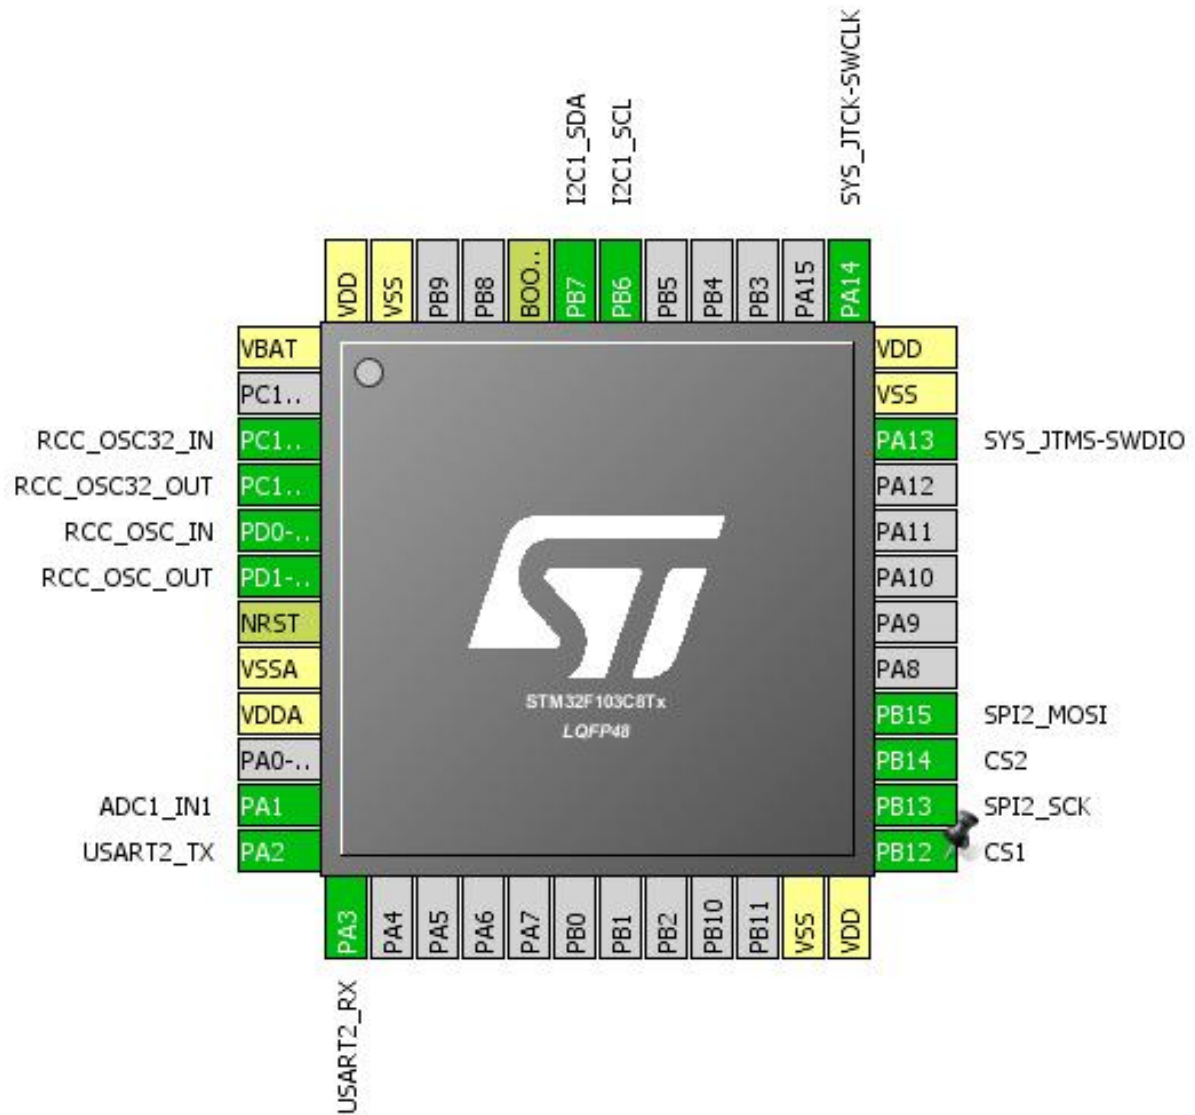 SYS_JTCK-SWCLK
I2C1_SDA
I2C1_SCL
VDD
VSS
PB9
PB8
BOO..
PB7
PB6
PB5
PB4
PB3
PA15
PA14
VBAT
PC1..
RCC_OSC32_IN PC1..
RCC_OSC32_OUT PC1..
RCC_OSC_IN PD0-..
RCC_OSC_OUT PD1-..
NRST
VSSA
VDDA
PA0-..
ADC1_IN1 PA1
USART2_TX PA2
STM32F103C8Tx
LQFP48
VDD
VSS
PA13 SYS_JTMS-SWDIO
PA12
PA11
PA10
PA9
PA8
PB15 SPI2_MOSI
PB14 CS2
PB13 SPI2_SCK
PB12 CS1
PA3
PA4
PA5
PA6
PA7
PB0
PB1
PB2
PB10
PB11
VSS
VDD
USART2_RX